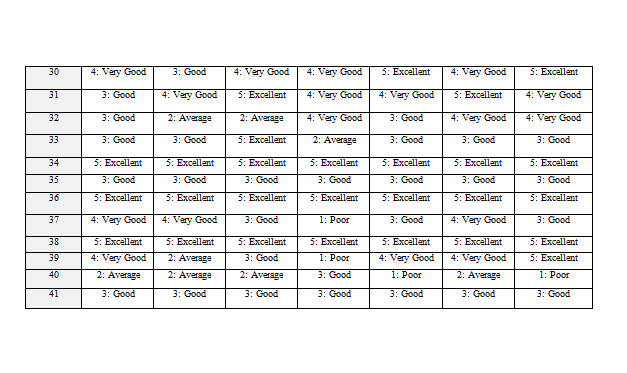 30 4: Very Good 3: Good 4: Very Good 4: Very Good 5: Excellent 4: Very Good 5: Excellent
31 3: Good 4: Very Good 5: Excellent 4: Very Good 4: Very Good 5: Excellent 4: Very Good
32 3: Good 2: Average 2: Average 4: Very Good 3: Good 4: Very Good 4: Very Good
33 3: Good 3: Good 5: Excellent 2: Average 3: Good 3: Good 3: Good
34 5: Excellent 5: Excellent 5: Excellent 5: Excellent 5: Excellent 5: Excellent 5: Excellent
35 3: Good 3: Good 3: Good 3: Good 3: Good 3: Good 3: Good
36 5: Excellent 5: Excellent 5: Excellent 5: Excellent 5: Excellent 5: Excellent 5: Excellent
37 4: Very Good 4: Very Good 3: Good 1: Poor 3: Good 4: Very Good 3: Good
38 5: Excellent 5: Excellent 5: Excellent 5: Excellent 5: Excellent 5: Excellent 5: Excellent
39 4: Very Good 2: Average 3: Good 1: Poor 4: Very Good 4: Very Good 5: Excellent
40 2: Average 2: Average 2: Average 3: Good 1: Poor 2: Average 1: Poor
41 3: Good 3: Good 3: Good 3: Good 3: Good 3: Good 3: Good